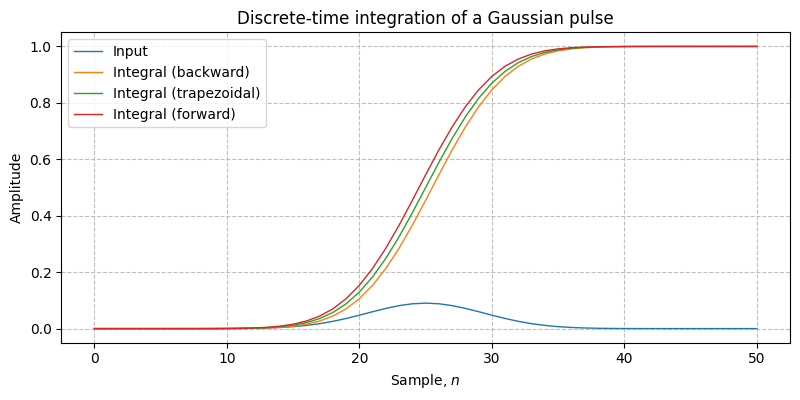 Discrete-time integration of a Gaussian pulse
Input
Integral (backward)
Integral (trapezoidal)
Integral (forward)
Amplitude
1.0
0.8
0.6
0.4
0.2
0.0
0 10 20 30 40 50
Sample, n